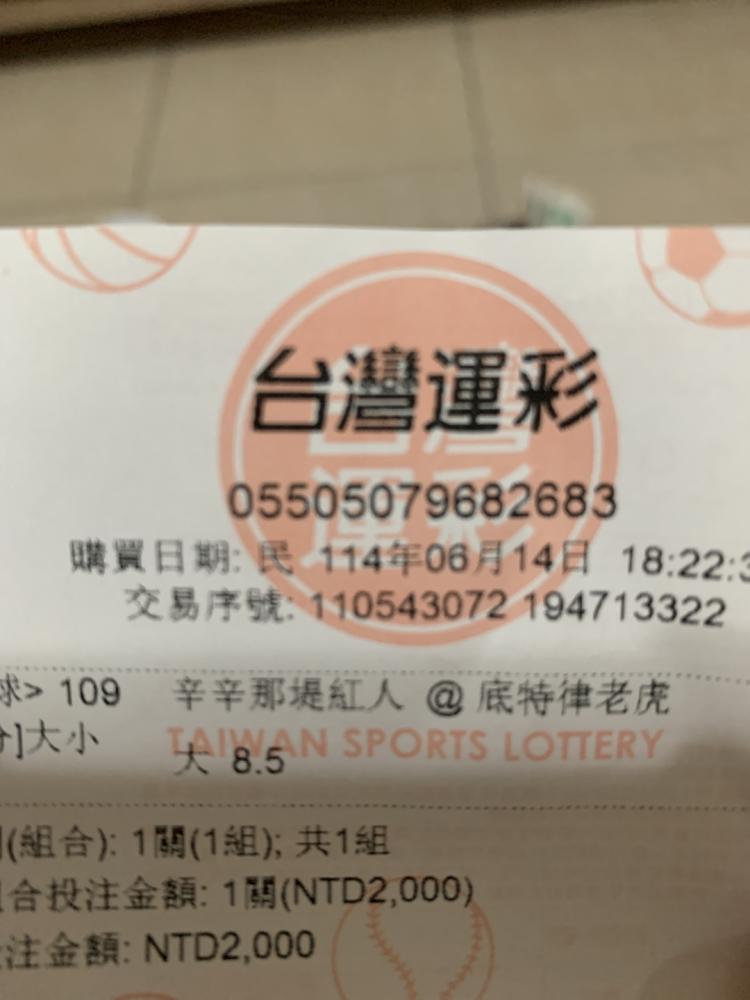 台灣運彩
05505079682683
購買日期: 民 114年06月14日 18:22:3
交易序號: 110543072 194713322
球> 109 辛辛那堤紅人 @ 底特律老虎
]大小
TAIWAN SPORTS LOTTERY
大 8.5
(組合): 1關(1組); 共1組
合投注金額: 1關(NTD2,000)
注金額: NTD2,000